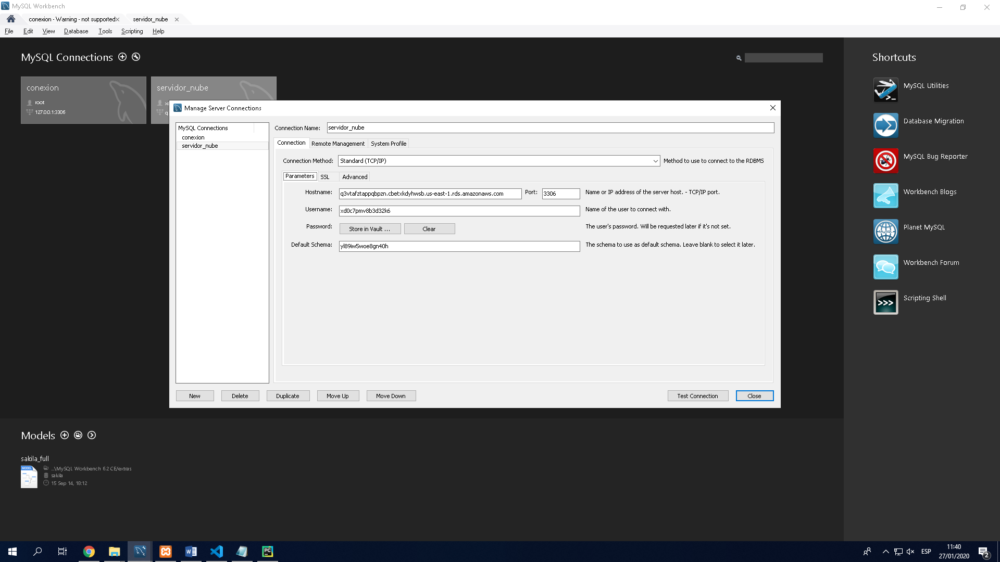 MySQL Workbench
conexion - Warning - not supported
servidor_nube
File Edit View Database Tools Scripting Help
MySQL Connections
conexion
root
127.0.0.1:3306
servidor_nube
Shortcuts
MySQL Utilities
Database Migration
MySQL Bug Reporter
Workbench Blogs
Planet MySQL
Workbench Forum
Scripting Shell
Manage Server Connections
MySQL Connections
conexion
servidor_nube
Connection Name: servidor_nube
Connection Remote Management System Profile
Connection Method: Standard (TCP/IP) Method to use to connect to the RDBMS
Parameters SSL Advanced
Hostname: q3vtafztappqbpzn.cbetxkdyhwsb.us-east-1.rds.amazonaws.com Port: 3306 Name or IP address of the server host. - TCP/IP port.
Username: xd0c7pmv8b3d32k6 Name of the user to connect with.
Password: Store in Vault ... Clear The user's password. Will be requested later if it's not set.
Default Schema: yl89iw5woe8gn40h The schema to use as default schema. Leave blank to select it later.
New Delete Duplicate Move Up Move Down Test Connection Close
Models
sakila_full
MODEL
...\MySQL Workbench 6.2 CE/extras
sakila
15 Sep 14, 18:12
ESP
11:40
27/01/2020
2